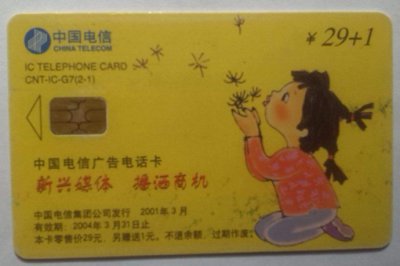 中国电信
CHINA TELECOM
¥ 29+1
IC TELEPHONE CARD
CNT-IC-G7(2-1)
中国电信广告电话卡
新兴媒体 播洒商机
中国电信集团公司发行 2001年3月
有效期：2004年3月31日止
本卡零售价29元，另赠送1元。不退余额，过期作废。